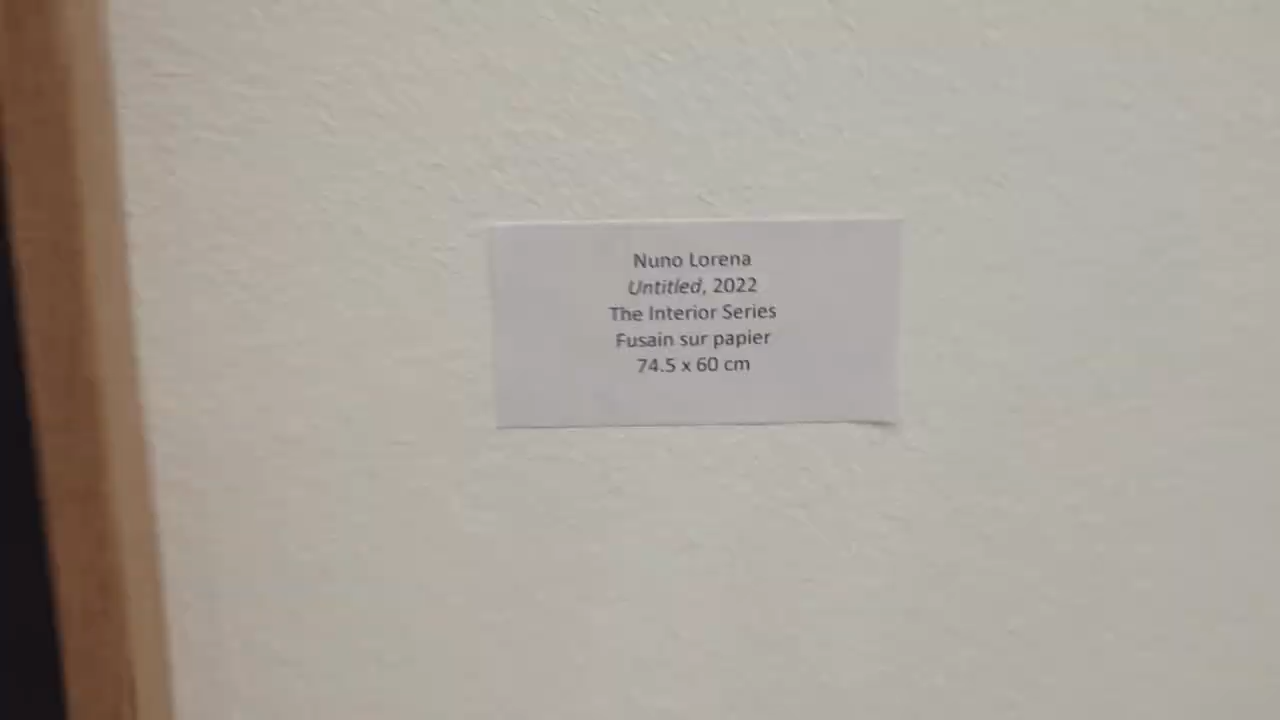 Nuno Lorena
Untitled, 2022
The Interior Series
Fusain sur papier
74.5 x 60 cm